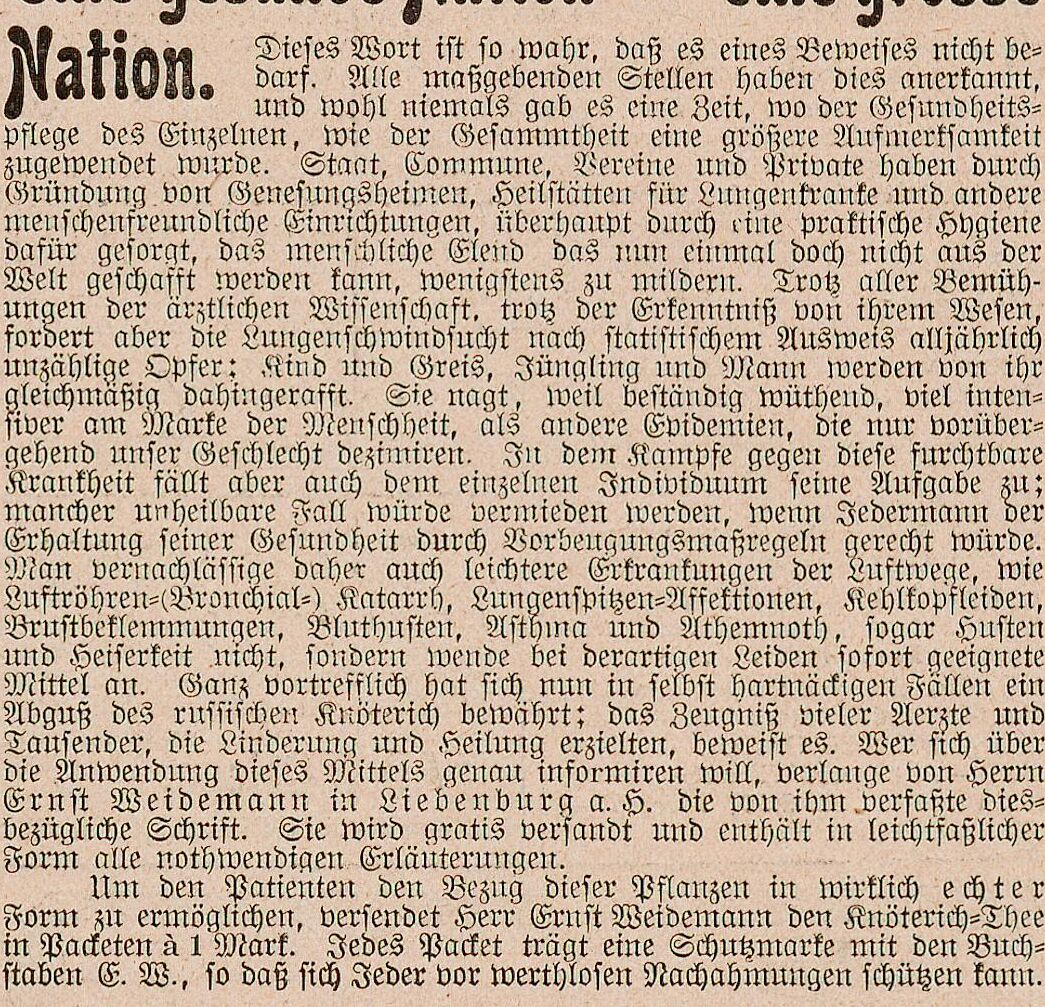 Nation.
Dieses Wort ist so wahr, daß es eines Beweises nicht be-
darf. Alle maßgebenden Stellen haben dies anerkannt,
und wohl niemals gab es eine Zeit, wo der Gesundheits-
pflege des Einzelnen, wie der Gesammtheit eine größere Aufmerksamkeit
zugewendet wurde. Staat, Commune, Vereine und Private haben durch
Gründung von Genesungsheimen, Heilstätten für Lungenkranke und andere
menschenfreundliche Einrichtungen, überhaupt durch eine praktische Hygiene
dafür gesorgt, das menschliche Elend das nun einmal doch nicht aus der
Welt geschafft werden kann, wenigstens zu mildern. Trotz aller Bemüh-
ungen der ärztlichen Wissenschaft, trotz der Erkenntniß von ihrem Wesen,
fordert aber die Lungenschwindsucht nach statistischem Ausweis alljährlich
unzählige Opfer; Kind und Greis, Jüngling und Mann werden von ihr
gleichmäßig dahingerafft. Sie nagt, weil beständig wüthend, viel inten-
siver am Marke der Menschheit, als andere Epidemien, die nur vorüber-
gehend unser Geschlecht dezimiren. In dem Kampfe gegen diese furchtbare
Krankheit fällt aber auch dem einzelnen Individuum seine Aufgabe zu;
mancher unheilbare Fall würde vermieden werden, wenn Jedermann der
Erhaltung seiner Gesundheit durch Vorbeugungsmaßregeln gerecht würde.
Man vernachlässige daher auch leichtere Erkrankungen der Luftwege, wie
Luftröhren-(Bronchial-) Katarrh, Lungenspitzen-Affektionen, Kehlkopfleiden,
Brustbeklemmungen, Bluthusten, Asthma und Athemnoth, sogar Husten
und Heiserkeit nicht, sondern wende bei derartigen Leiden sofort geeignete
Mittel an. Ganz vortrefflich hat sich nun in selbst hartnäckigen Fällen ein
Abguß des russischen Knöterich bewährt; das Zeugniß vieler Aerzte und
Tausender, die Linderung und Heilung erzielten, beweist es. Wer sich über
die Anwendung dieses Mittels genau informiren will, verlange von Herrn
Ernst Weidemann in Liebenburg a. H. die von ihm verfaßte dies-
bezügliche Schrift. Sie wird gratis versandt und enthält in leichtfaßlicher
Form alle nothwendigen Erläuterungen.
Um den Patienten den Bezug dieser Pflanzen in wirklich echter
Form zu ermöglichen, versendet Herr Ernst Weidemann den Knöterich-Thee
in Packeten à 1 Mark. Jedes Packet trägt eine Schutzmarke mit den Buch-
staben E. W., so daß sich Jeder vor werthlosen Nachahmungen schützen kann.